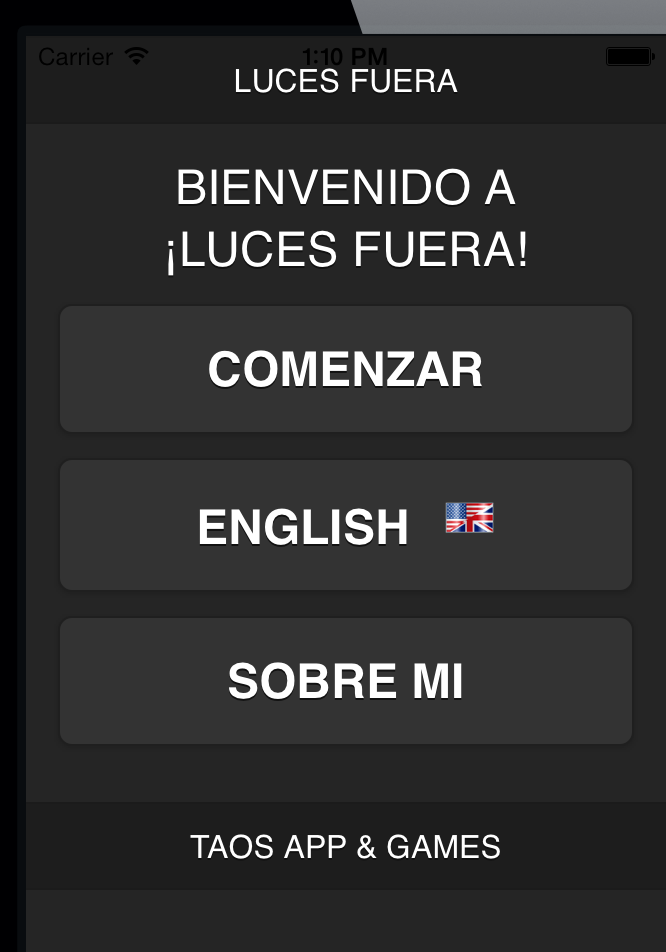 Carrier 1:10 PM
LUCES FUERA
BIENVENIDO A
¡LUCES FUERA!
COMENZAR
ENGLISH
SOBRE MI
TAOS APP & GAMES